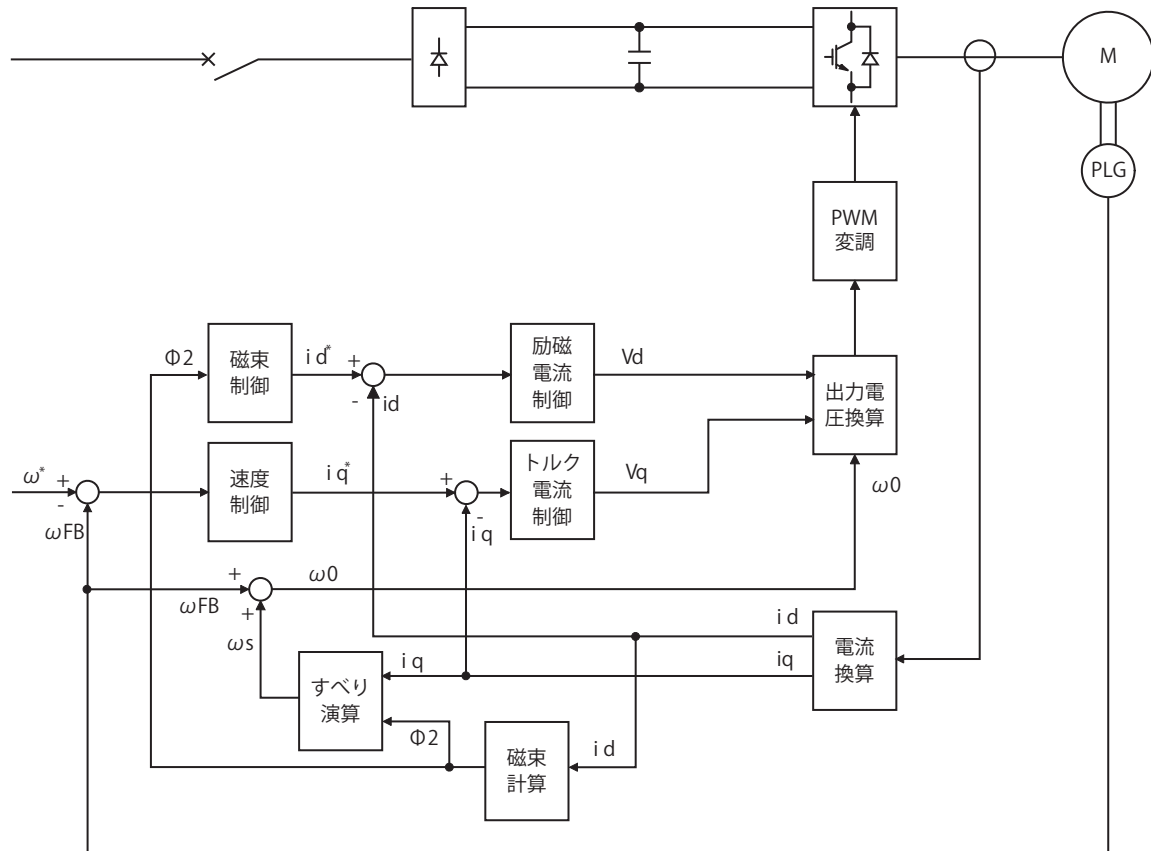 M
PLG
PWM
変調
Φ2
磁束
制御
id*
+
-
id
励磁
電流
制御
Vd
出力電
圧換算
ω*
+
-
ωFB
速度
制御
iq*
+
-
iq
トルク
電流
制御
Vq
ω0
+
ωFB
+
ω0
ωs
すべり
演算
iq
Φ2
磁束
計算
id
id
iq
電流
換算